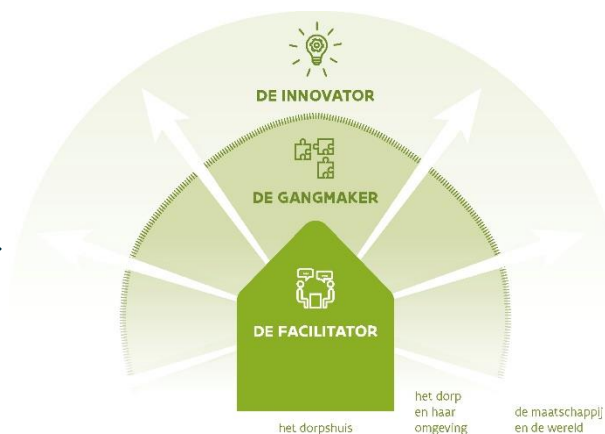 DE INNOVATOR
DE GANGMAKER
DE FACILITATOR
het dorpshuis
het dorp
en haar
omgeving
de maatschappij
en de wereld